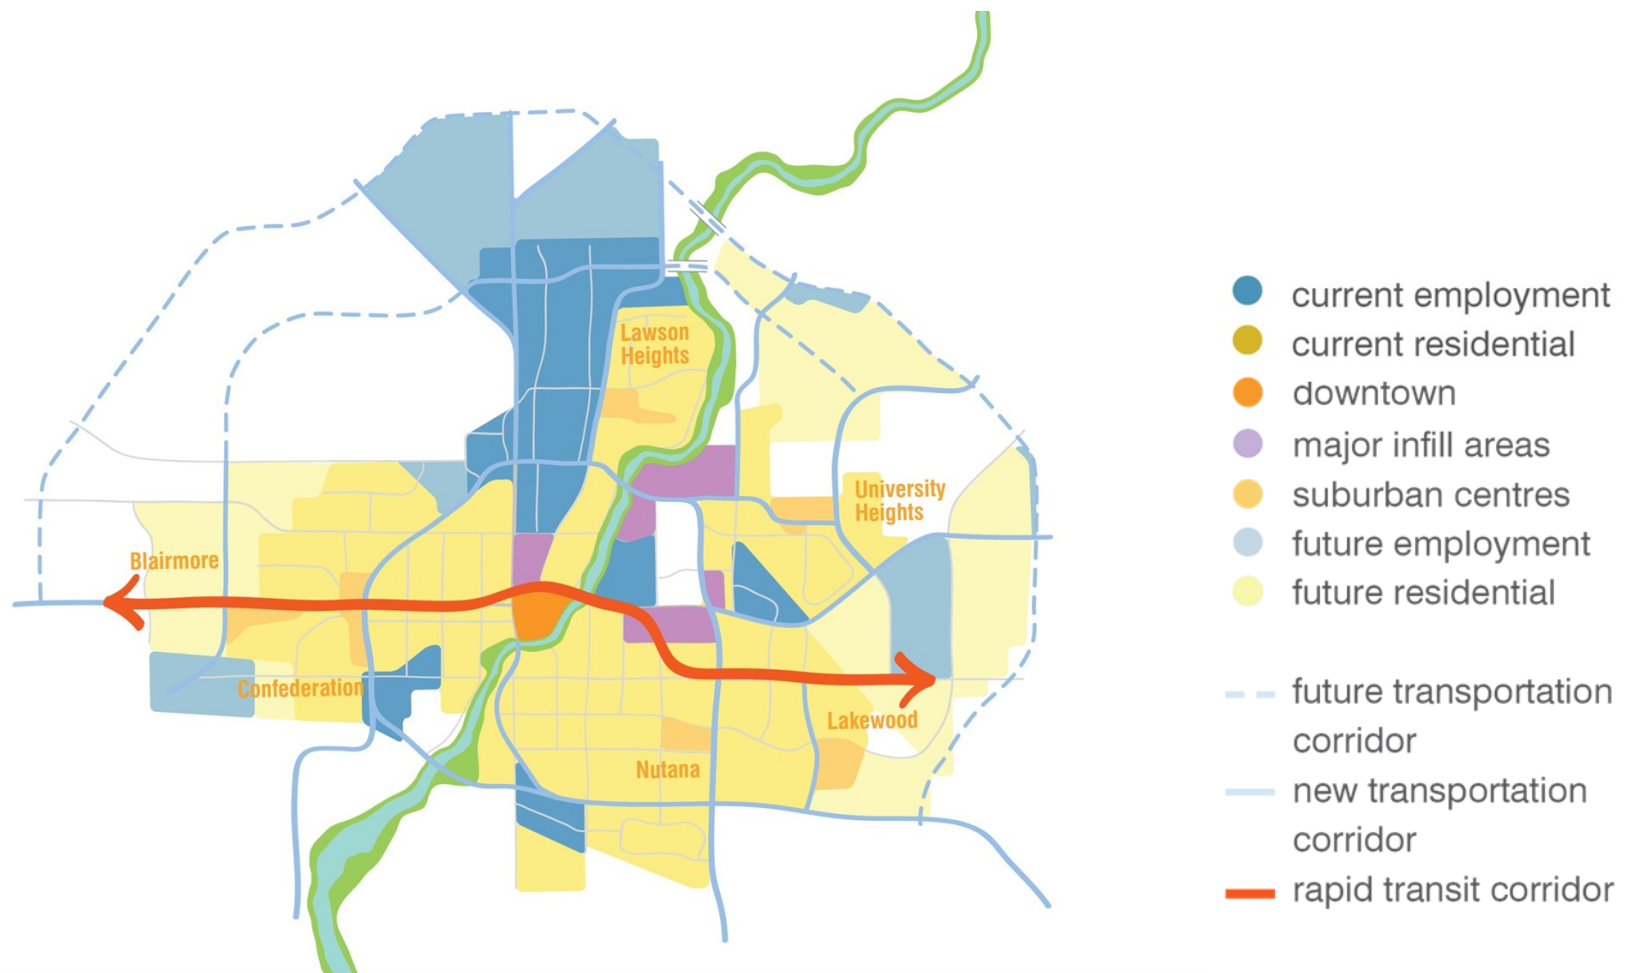 Lawson
Heights
University
Heights
Blairmore
Confederation
Lakewood
Nutana
current employment
current residential
downtown
major infill areas
suburban centres
future employment
future residential
future transportation
corridor
new transportation
corridor
rapid transit corridor